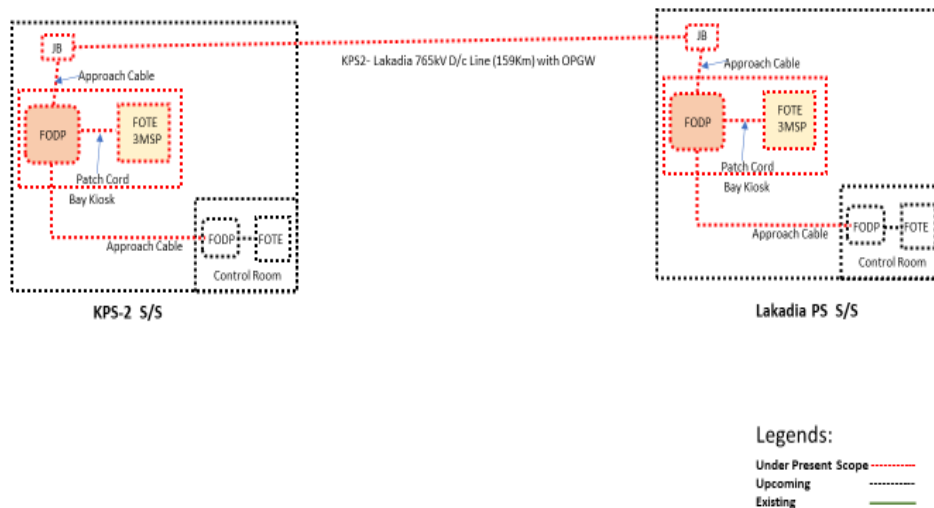 JB
JB
KPS2- Lakadia 765kV D/c Line (159Km) with OPGW
Approach Cable
Approach Cable
FODP
FOTE
3MSP
FODP
FOTE
3MSP
Patch Cord
Bay Kiosk
Patch Cord
Bay Kiosk
Approach Cable
FODP
FOTE
Control Room
Approach Cable
FODP
FOTE
Control Room
KPS-2 S/S
Lakadia PS S/S
Legends:
Under Present Scope
Upcoming
Existing